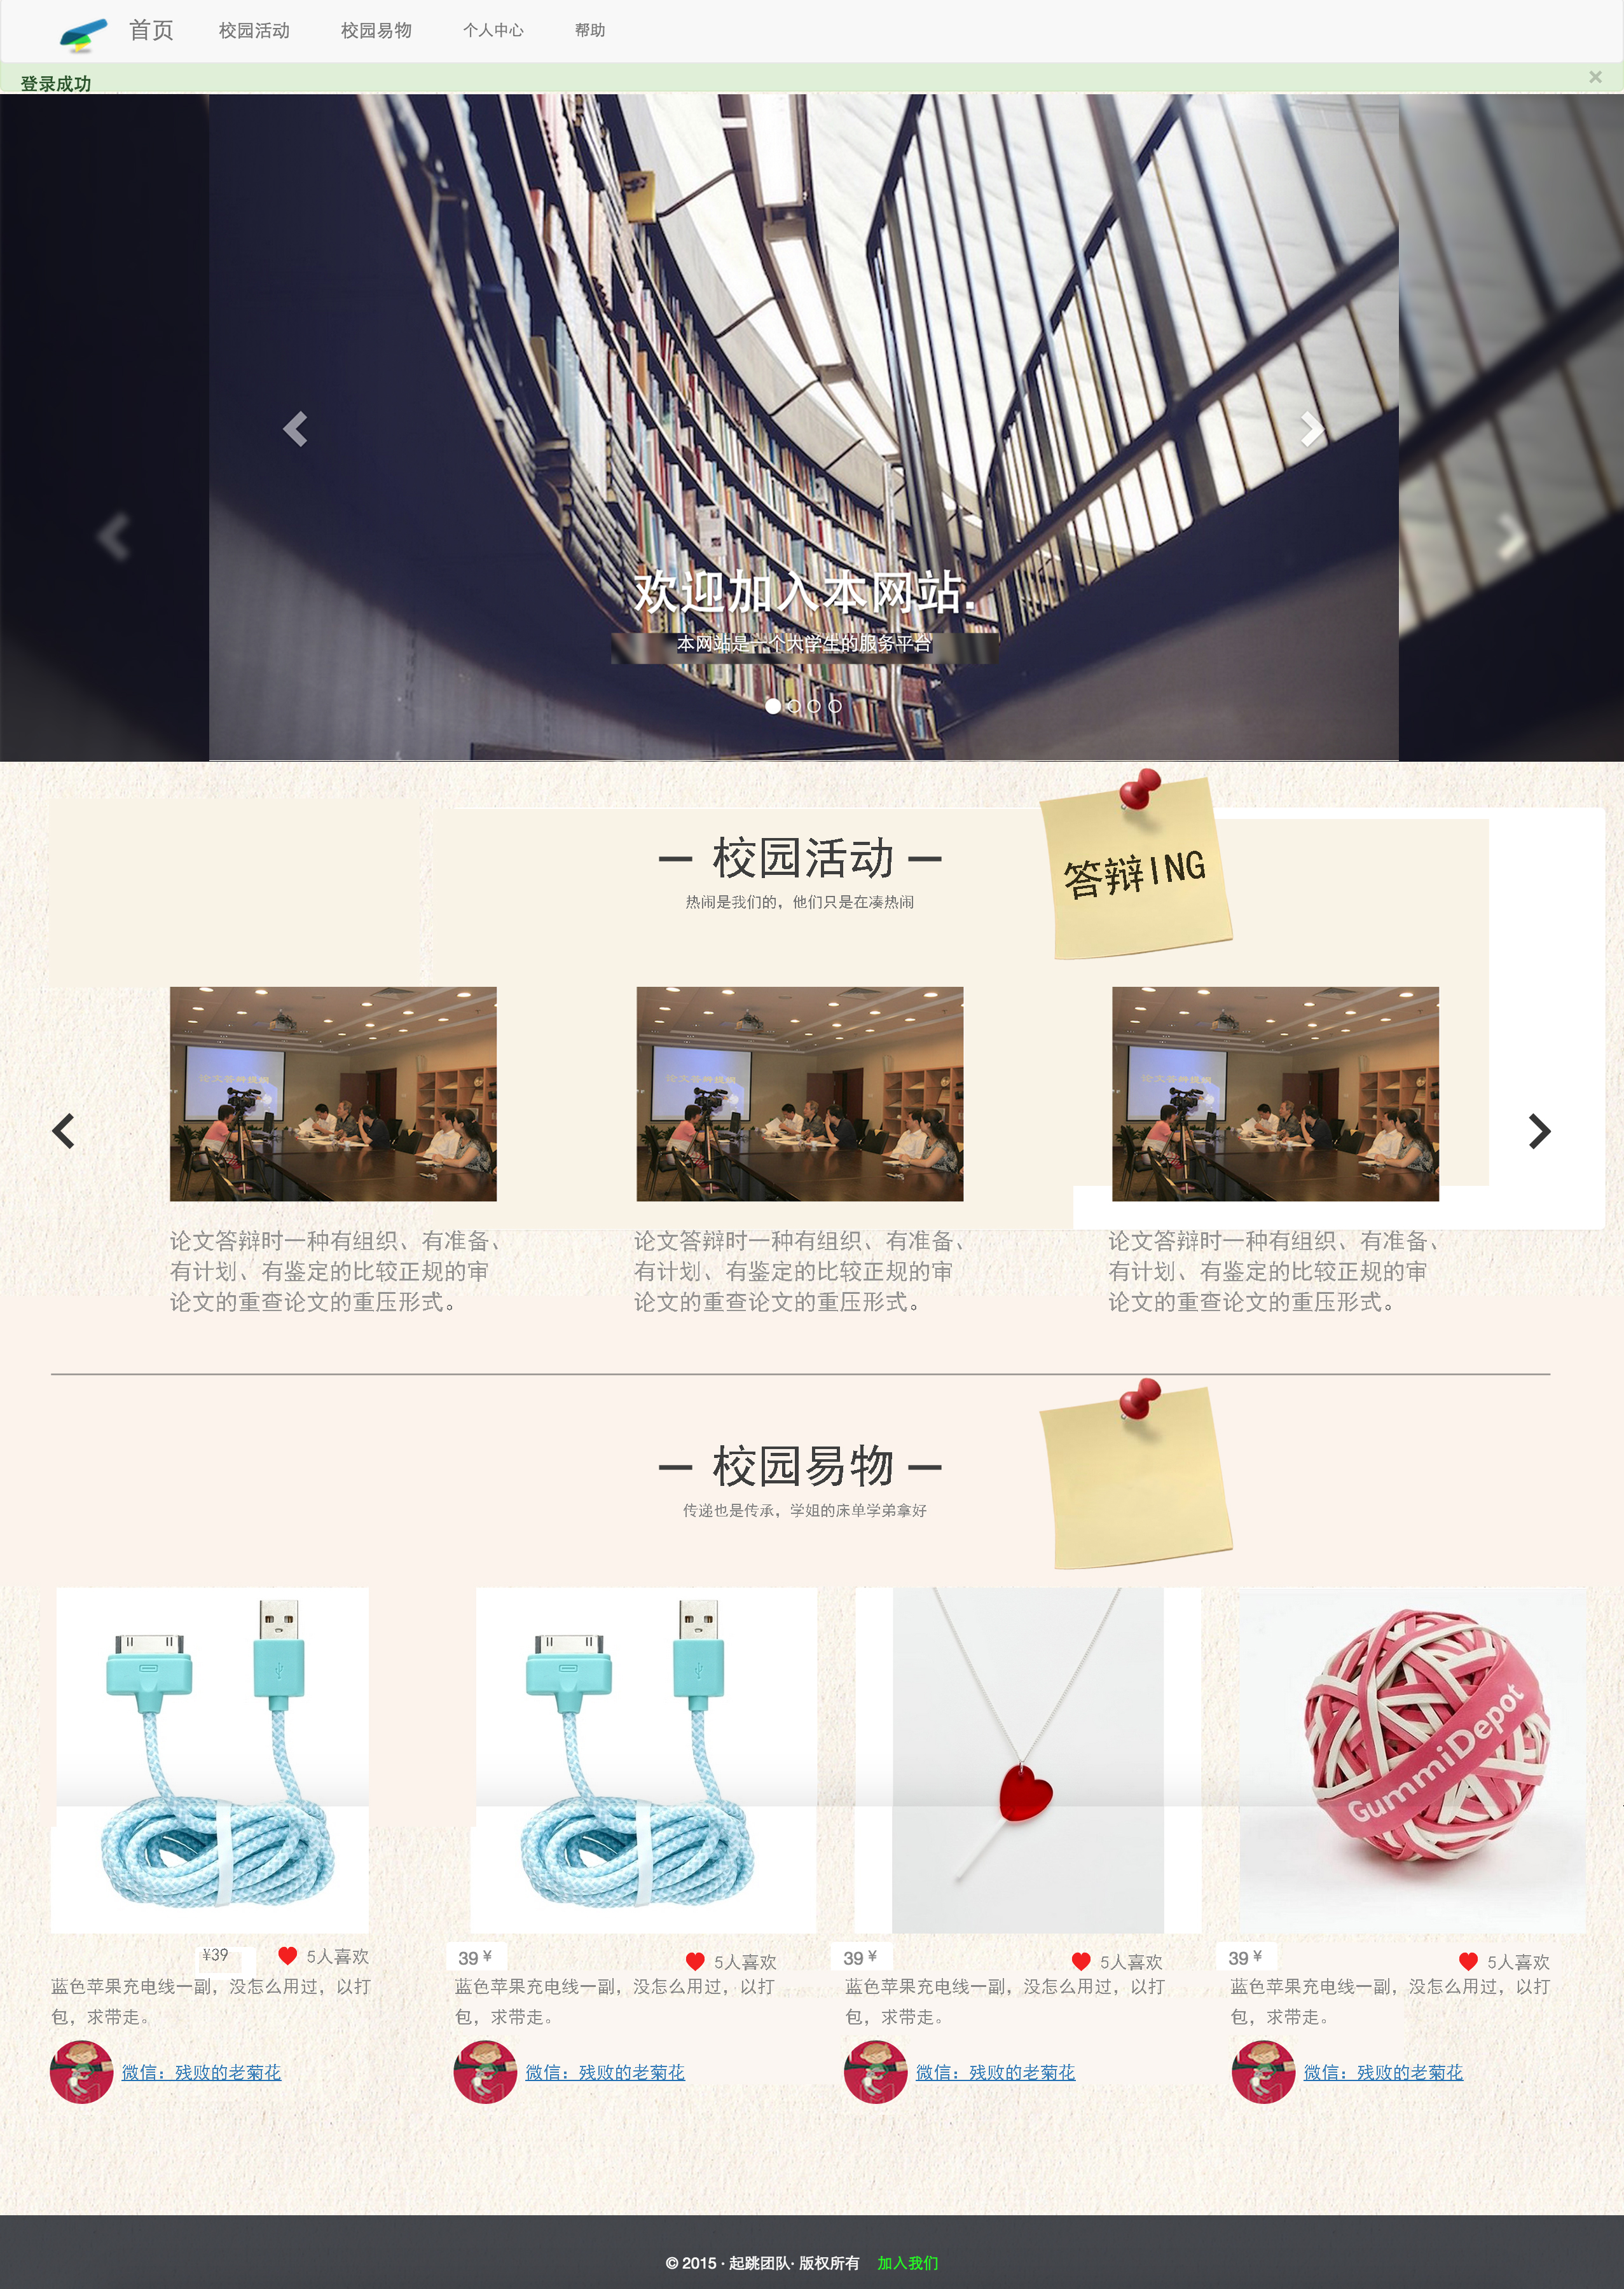 首页 校园活动 校园易物 个人中心 帮助
登录成功 ×
欢迎加入本网站.
本网站是一个大学生的服务平台
校园活动
热闹是我们的，他们只是在凑热闹
答辩ING
论文答辩时一种有组织、有准备、
有计划、有鉴定的比较正规的审
论文的重查论文的重压形式。
论文答辩时一种有组织、有准备、
有计划、有鉴定的比较正规的审
论文的重查论文的重压形式。
论文答辩时一种有组织、有准备、
有计划、有鉴定的比较正规的审
论文的重查论文的重压形式。
校园易物
传递也是传承，学姐的床单学弟拿好
GummiDepot
¥39 5人喜欢
蓝色苹果充电线一副，没怎么用过，以打
包，求带走。
微信：残败的老菊花
39 ¥ 5人喜欢
蓝色苹果充电线一副，没怎么用过，以打
包，求带走。
微信：残败的老菊花
39 ¥ 5人喜欢
蓝色苹果充电线一副，没怎么用过，以打
包，求带走。
微信：残败的老菊花
39 ¥ 5人喜欢
蓝色苹果充电线一副，没怎么用过，以打
包，求带走。
微信：残败的老菊花
© 2015 · 起跳团队· 版权所有 加入我们